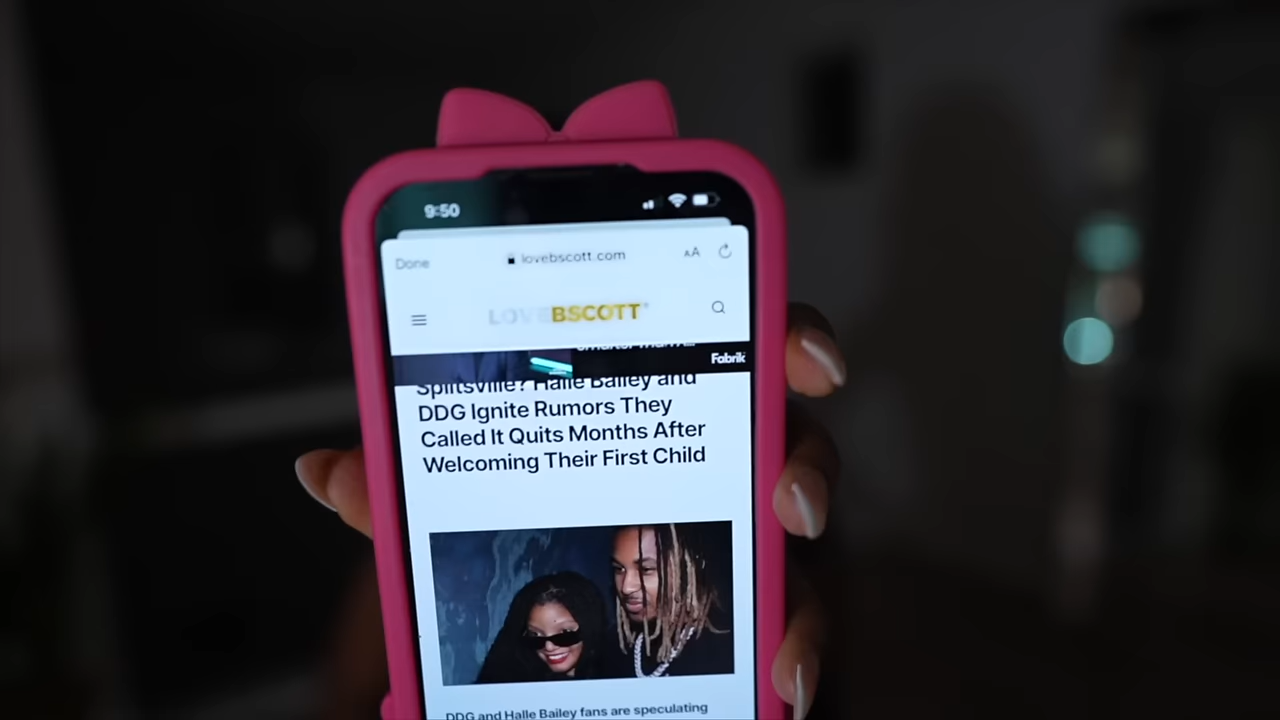 9:50
Done lovebscott.com AA
LOVEBSCOTT
Fabrik
Splitsville? Halle Bailey and
DDG Ignite Rumors They
Called It Quits Months After
Welcoming Their First Child
DDG and Halle Bailey fans are speculating